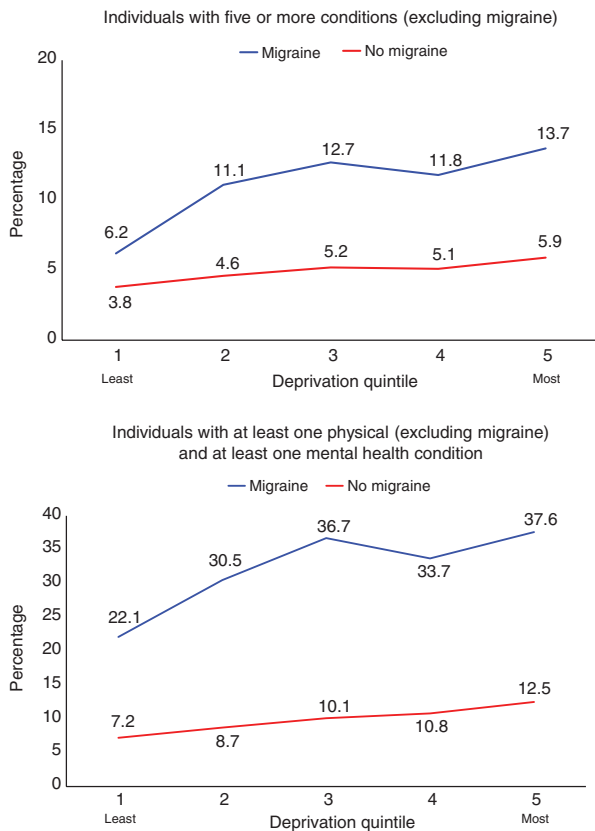 Individuals with five or more conditions (excluding migraine)
Migraine No migraine
Percentage
20
15
10
5
0
6.2 11.1 12.7 11.8 13.7
3.8 4.6 5.2 5.1 5.9
1 2 3 4 5
Least Deprivation quintile Most
Individuals with at least one physical (excluding migraine)
and at least one mental health condition
Migraine No migraine
Percentage
40
35
30
25
20
15
10
5
0
22.1 30.5 36.7 33.7 37.6
7.2 8.7 10.1 10.8 12.5
1 2 3 4 5
Least Deprivation quintile Most